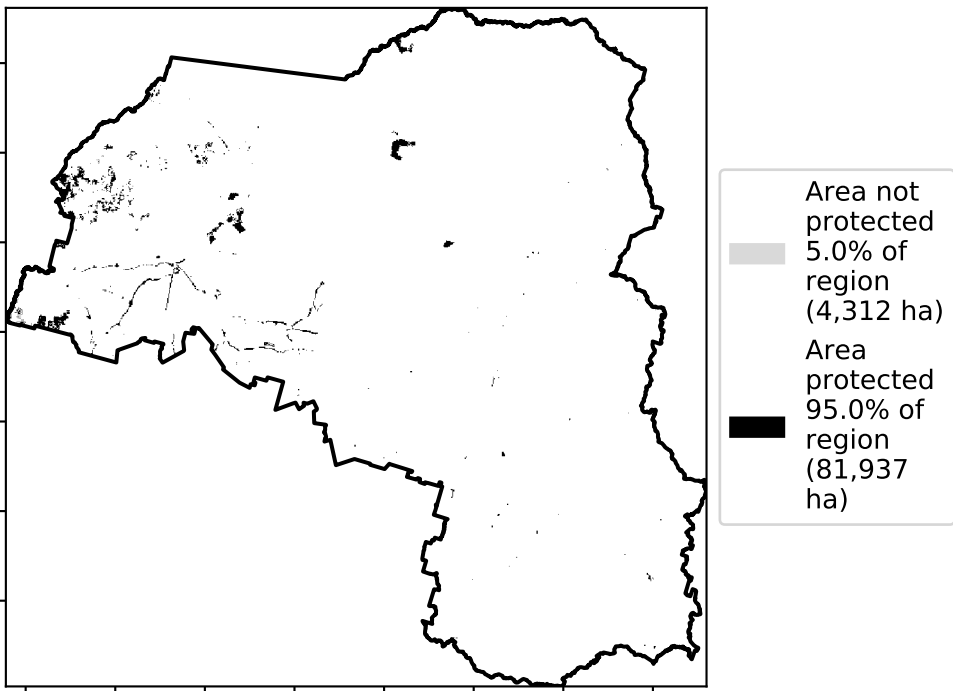 Area not
protected
5.0% of
region
(4,312 ha)
Area
protected
95.0% of
region
(81,937
ha)